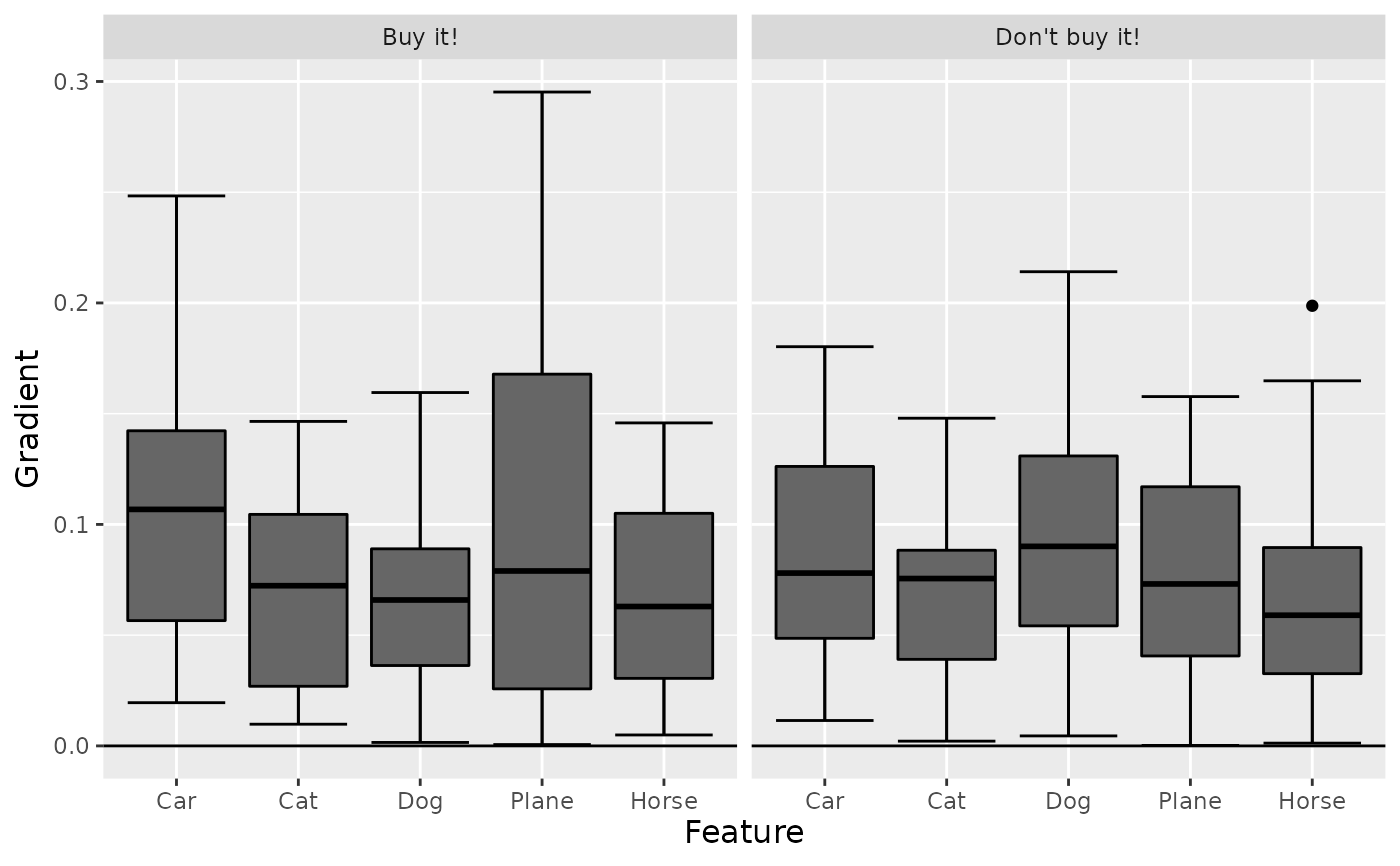 Buy it!
Don't buy it!
Gradient
0.3
0.2
0.1
0.0
Car Cat Dog Plane Horse
Car Cat Dog Plane Horse
Feature